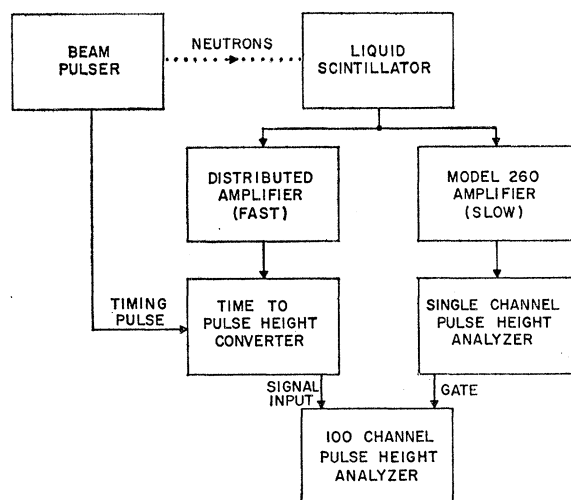 BEAM
PULSER
NEUTRONS
LIQUID
SCINTILLATOR
DISTRIBUTED
AMPLIFIER
(FAST)
MODEL 260
AMPLIFIER
(SLOW)
TIMING
PULSE
TIME TO
PULSE HEIGHT
CONVERTER
SINGLE CHANNEL
PULSE HEIGHT
ANALYZER
SIGNAL
INPUT
GATE
100 CHANNEL
PULSE HEIGHT
ANALYZER